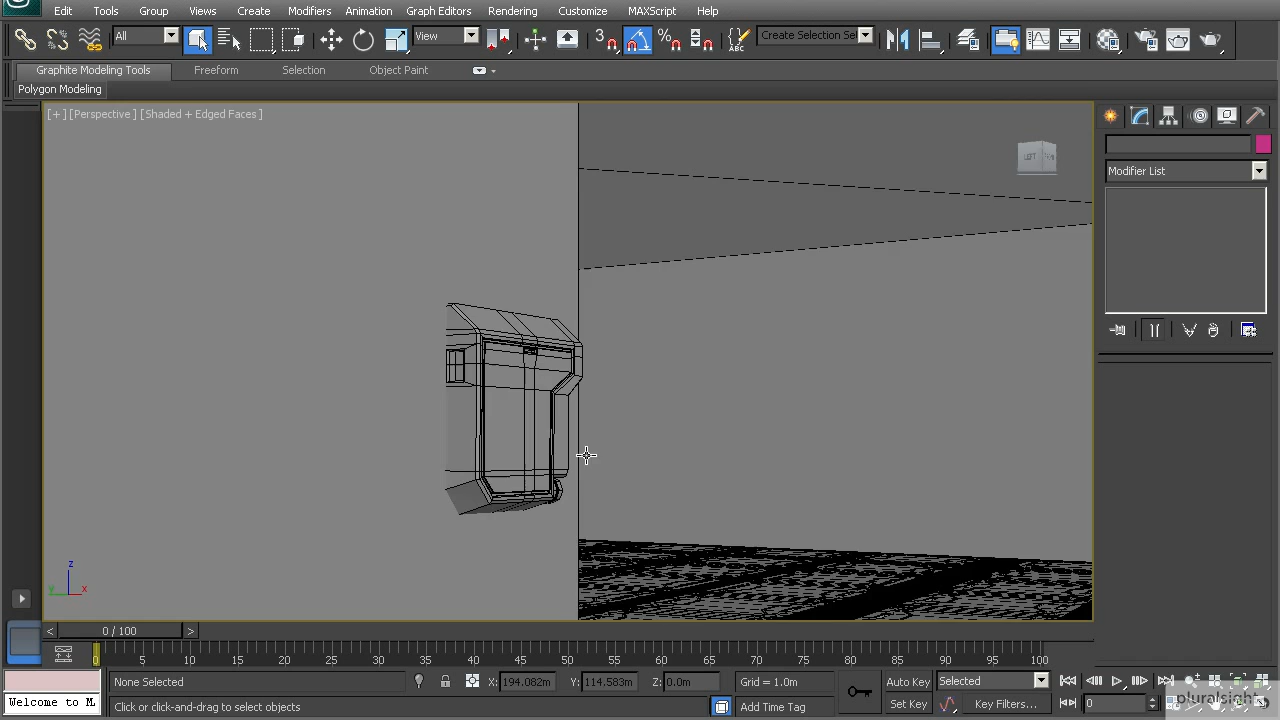 Edit Tools Group Views Create Modifiers Animation Graph Editors Rendering Customize MAXScript Help
All View 3 % ABC Create Selection Se
Graphite Modeling Tools Freeform Selection Object Paint
Polygon Modeling
[+] [Perspective] [Shaded + Edged Faces]
LEFT
Modifier List
z
y x
< 0 / 100 >
0 5 10 15 20 25 30 35 40 45 50 55 60 65 70 75 80 85 90 95 100
None Selected X: 194.082m Y: 114.583m Z: 0.0m Grid = 1.0m Auto Key Selected
Welcome to M Click or click-and-drag to select objects Add Time Tag Set Key Key Filters... 0
pluralsight